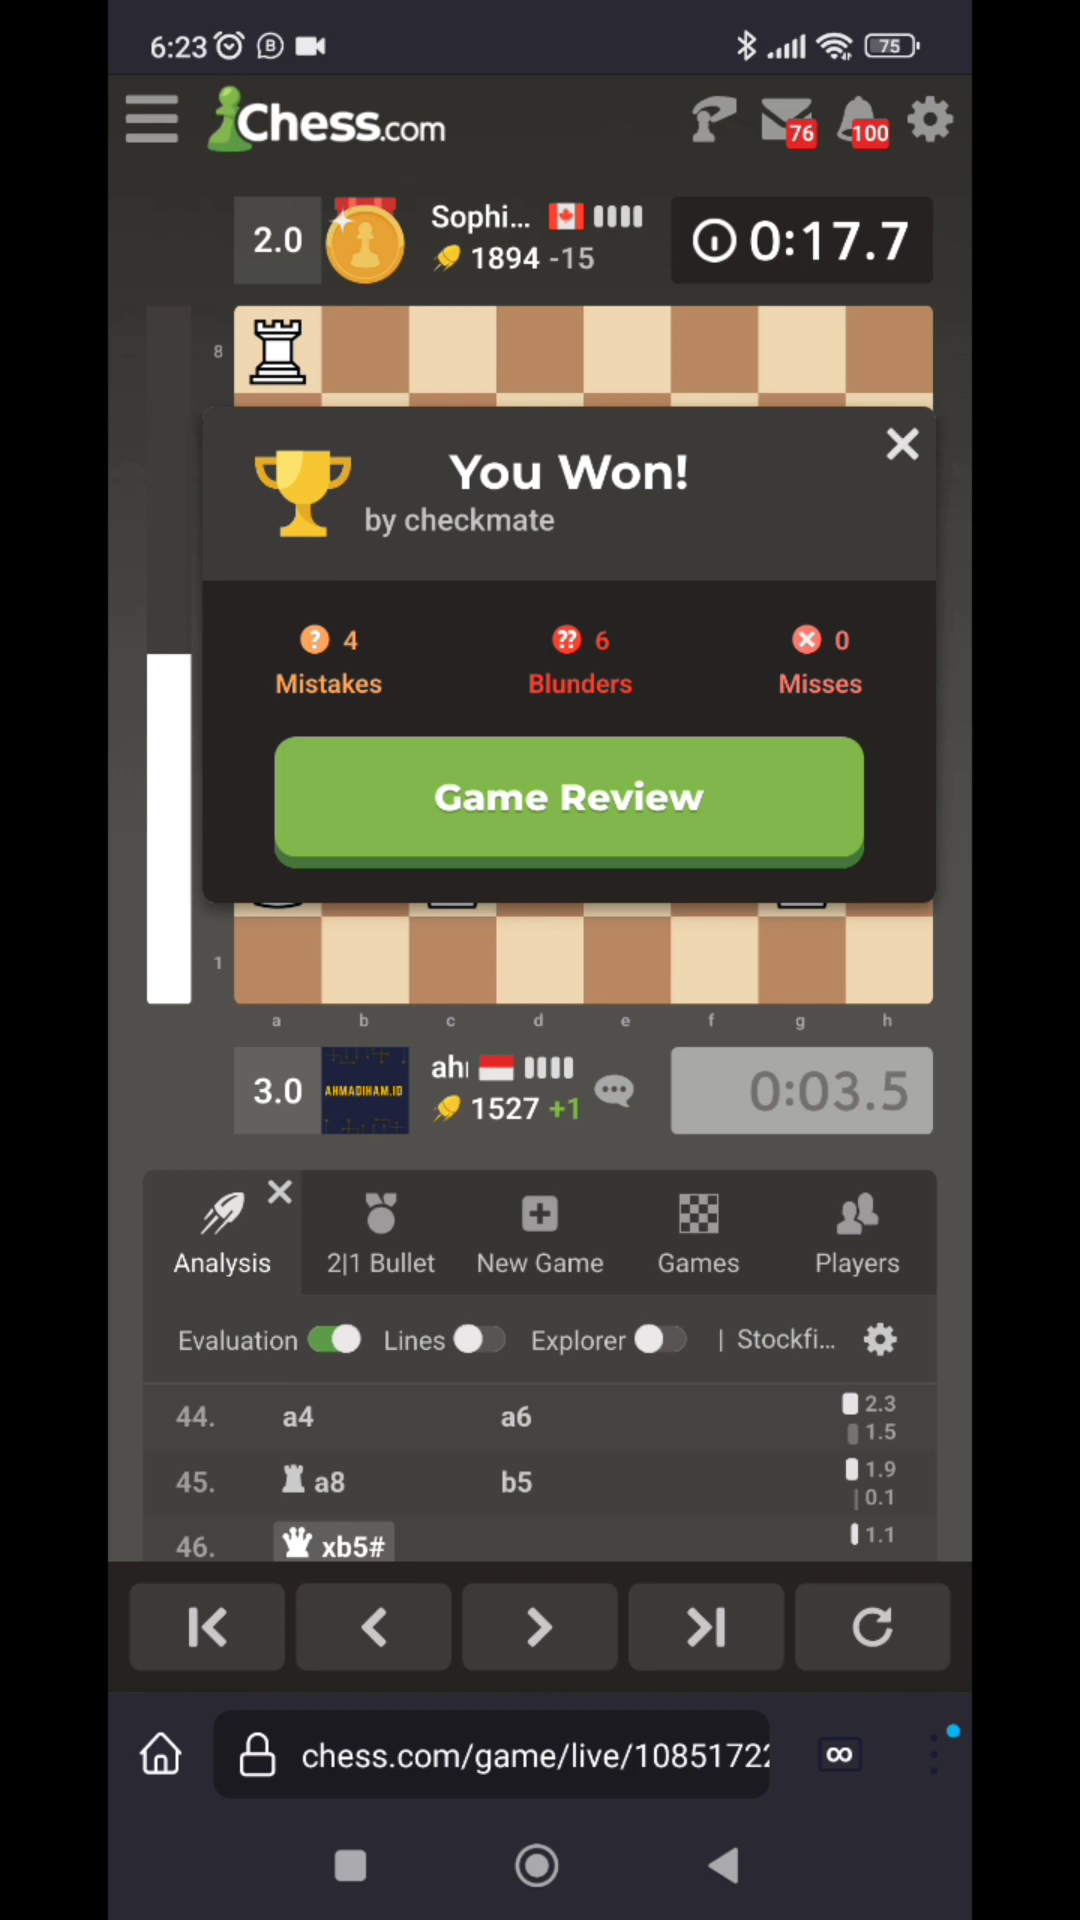 6:23 B 75
Chess.com 76 100
2.0 Sophi... 0:17.7
1894 -15
8
You Won!
by checkmate
? 4 ?? 6 0
Mistakes Blunders Misses
Game Review
1
a b c d e f g h
3.0 AHMADIHAM.ID ahi 0:03.5
1527 +1
Analysis 2|1 Bullet New Game Games Players
Evaluation Lines Explorer | Stockfi...
44. a4 a6 2.3
1.5
45. a8 b5 1.9
0.1
46. xb5# 1.1
chess.com/game/live/10851722